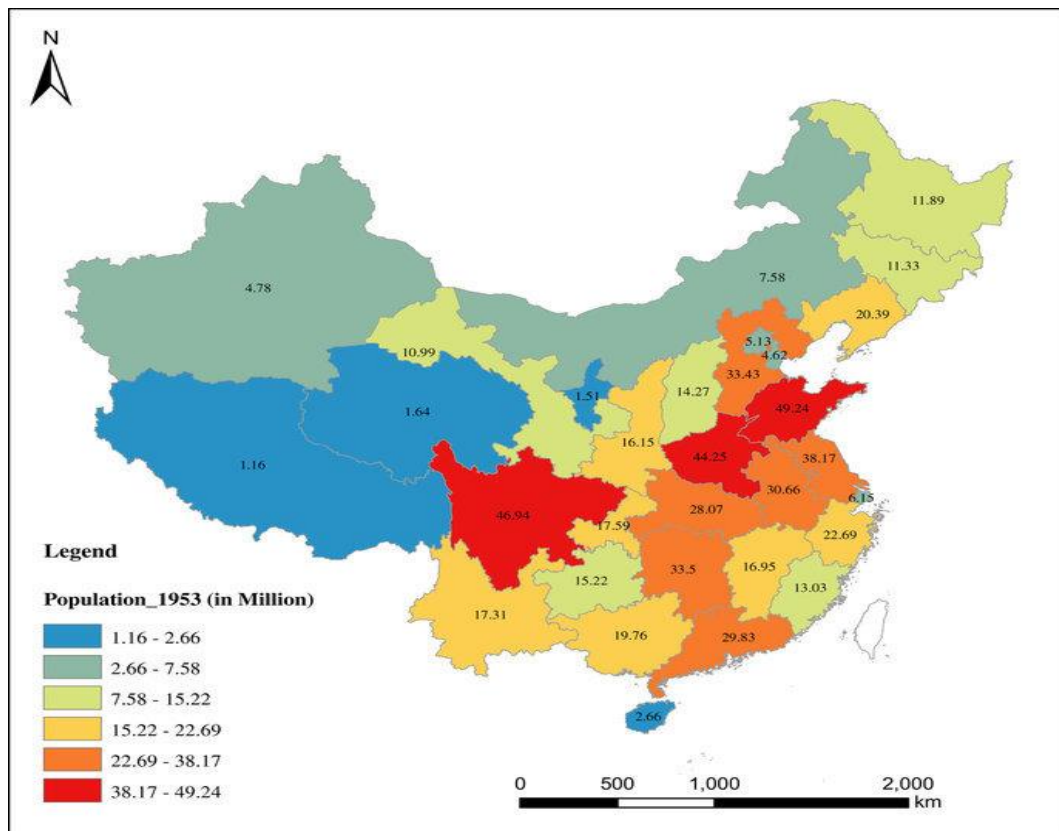 N
11.89
11.33
7.58
4.78
20.39
5.13
4.62
10.99
33.43
1.51
14.27
49.24
1.64
16.15
44.25
38.17
1.16
30.66
6.15
46.94
28.07
17.59
22.69
33.5
16.95
15.22
13.03
17.31
19.76
29.83
2.66
Legend
Population_1953 (in Million)
1.16 - 2.66
2.66 - 7.58
7.58 - 15.22
15.22 - 22.69
22.69 - 38.17
38.17 - 49.24
0 500 1,000 2,000
km